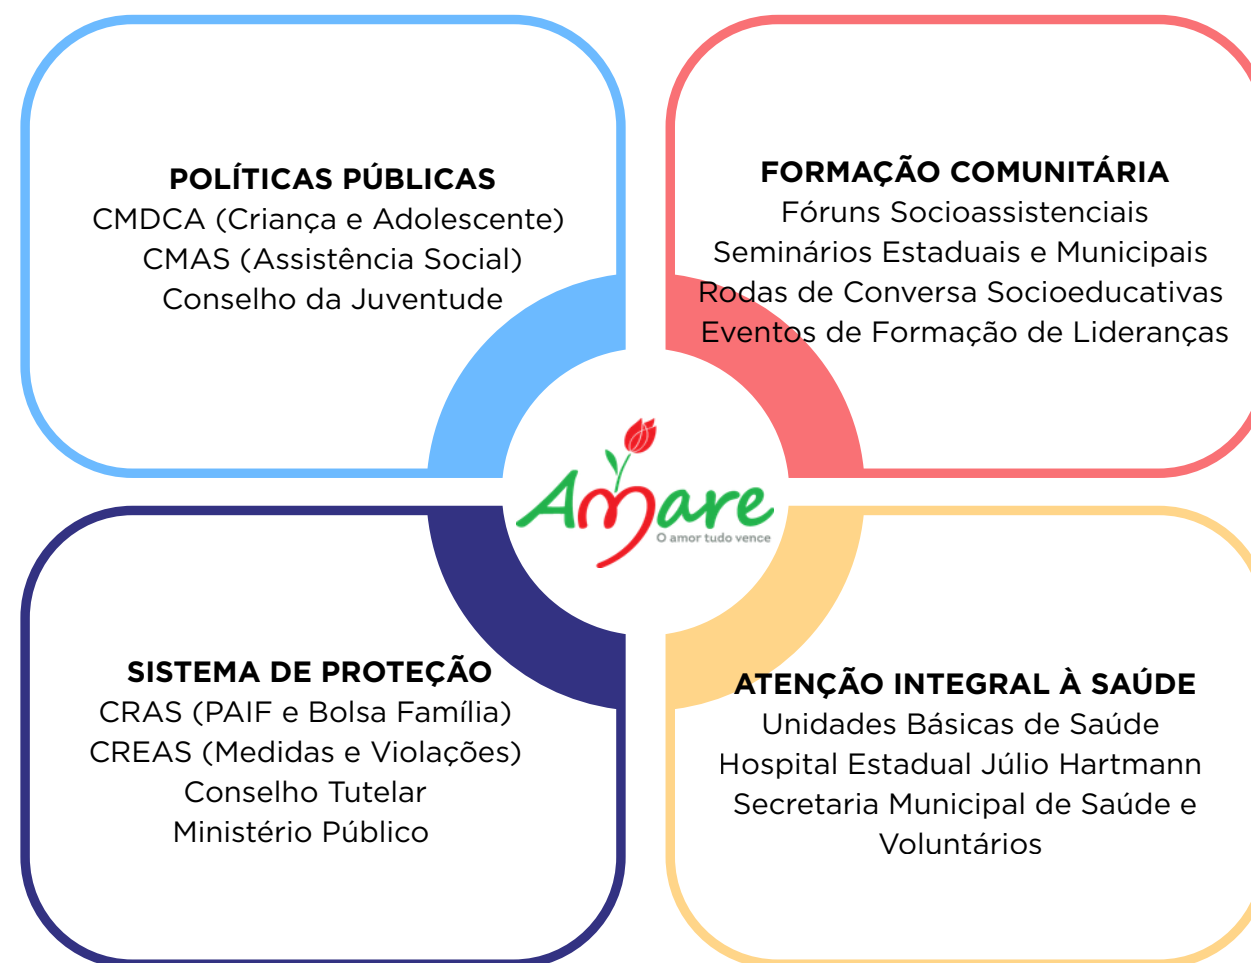 POLÍTICAS PÚBLICAS
CMDCA (Criança e Adolescente)
CMAS (Assistência Social)
Conselho da Juventude
FORMAÇÃO COMUNITÁRIA
Fóruns Socioassistenciais
Seminários Estaduais e Municipais
Rodas de Conversa Socioeducativas
Eventos de Formação de Lideranças
Amare
O amor tudo vence
SISTEMA DE PROTEÇÃO
CRAS (PAIF e Bolsa Família)
CREAS (Medidas e Violações)
Conselho Tutelar
Ministério Público
ATENÇÃO INTEGRAL À SAÚDE
Unidades Básicas de Saúde
Hospital Estadual Júlio Hartmann
Secretaria Municipal de Saúde e
Voluntários